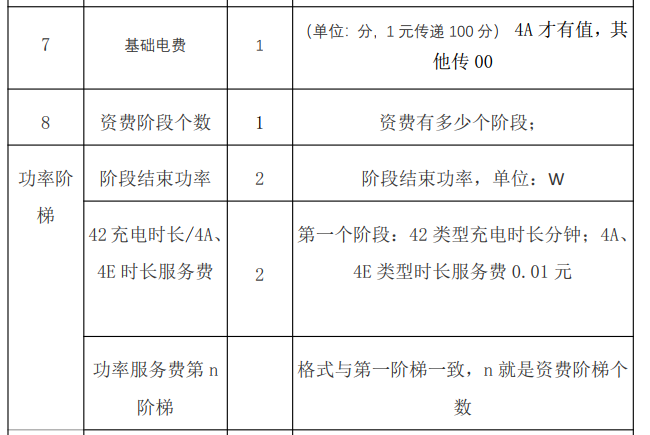 7
基础电费
1
（单位：分，1 元传递 100 分） 4A 才有值，其
他传 00
8
资费阶段个数
1
资费有多少个阶段；
功率阶
梯
阶段结束功率
2
阶段结束功率，单位：W
42 充电时长/4A、
4E 时长服务费
2
第一个阶段：42 类型充电时长分钟；4A、
4E 类型时长服务费 0.01 元
功率服务费第 n
阶梯
格式与第一阶梯一致，n 就是资费阶梯个
数